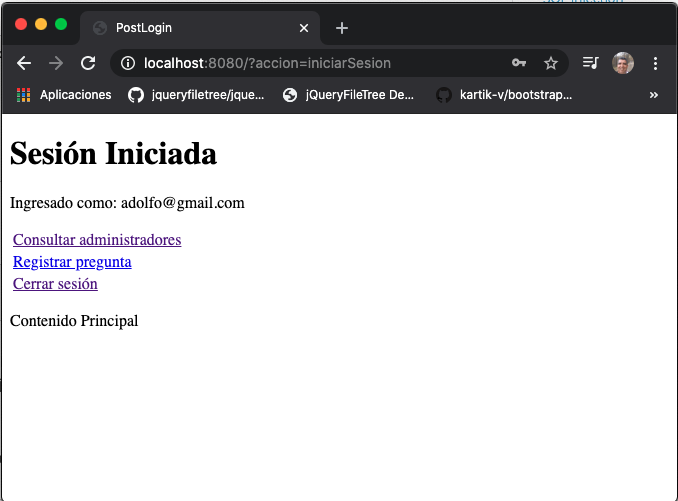 PostLogin
localhost:8080/?accion=iniciarSesion
Aplicaciones jqueryfiletree/jque... jQueryFileTree De... kartik-v/bootstrap... »
Sesión Iniciada
Ingresado como: adolfo@gmail.com
Consultar administradores
Registrar pregunta
Cerrar sesión
Contenido Principal